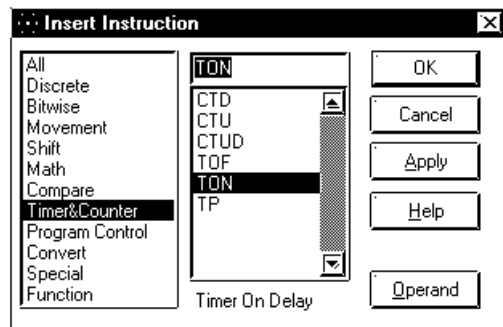 Insert Instruction
All
Discrete
Bitwise
Movement
Shift
Math
Compare
Timer&Counter
Program Control
Convert
Special
Function
TON
CTD
CTU
CTUD
TOF
TON
TP
Timer On Delay
OK
Cancel
Apply
Help
Operand